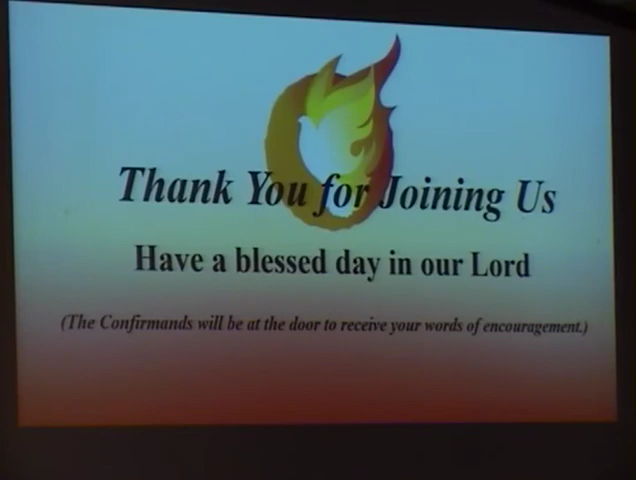 Thank You for Joining Us
Have a blessed day in our Lord
(The Confirmands will be at the door to receive your words of encouragement.)